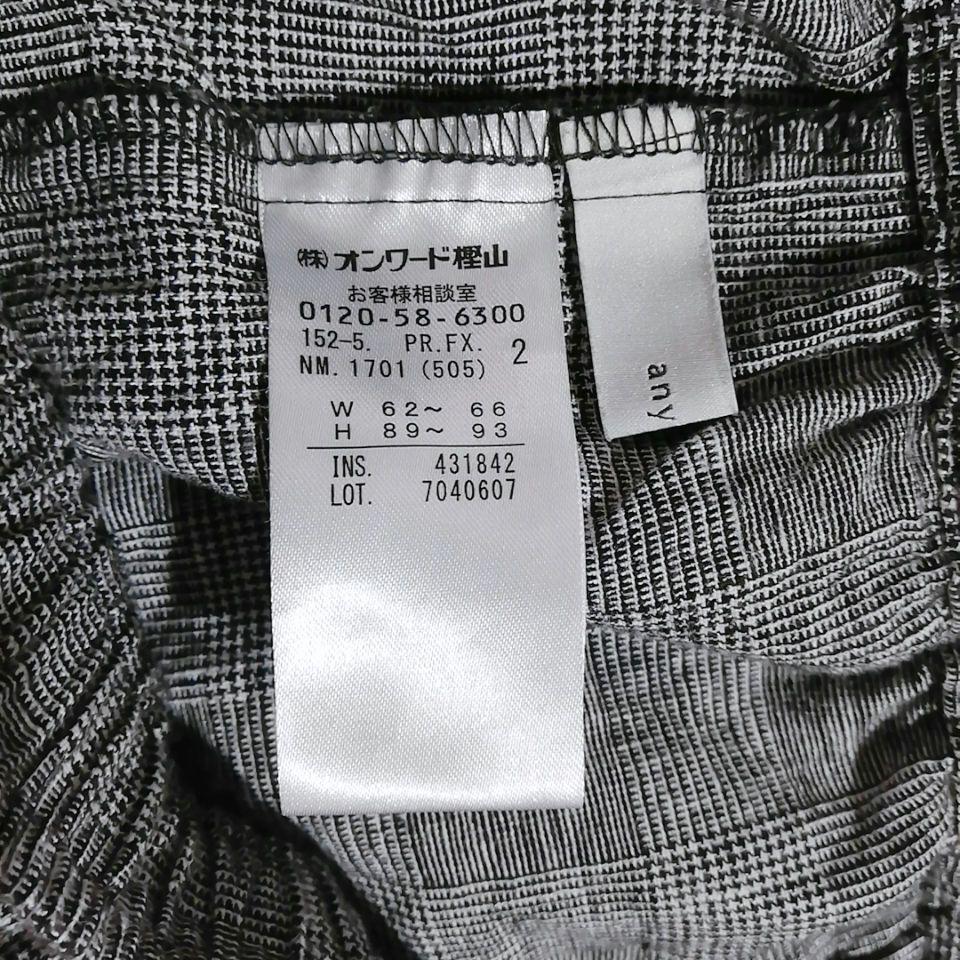 ㈱オンワード樫山
お客様相談室
0120-58-6300
152-5. PR.FX. 2
NM. 1701 (505)
W 62～ 66
H 89～ 93
INS. 431842
LOT. 7040607
any